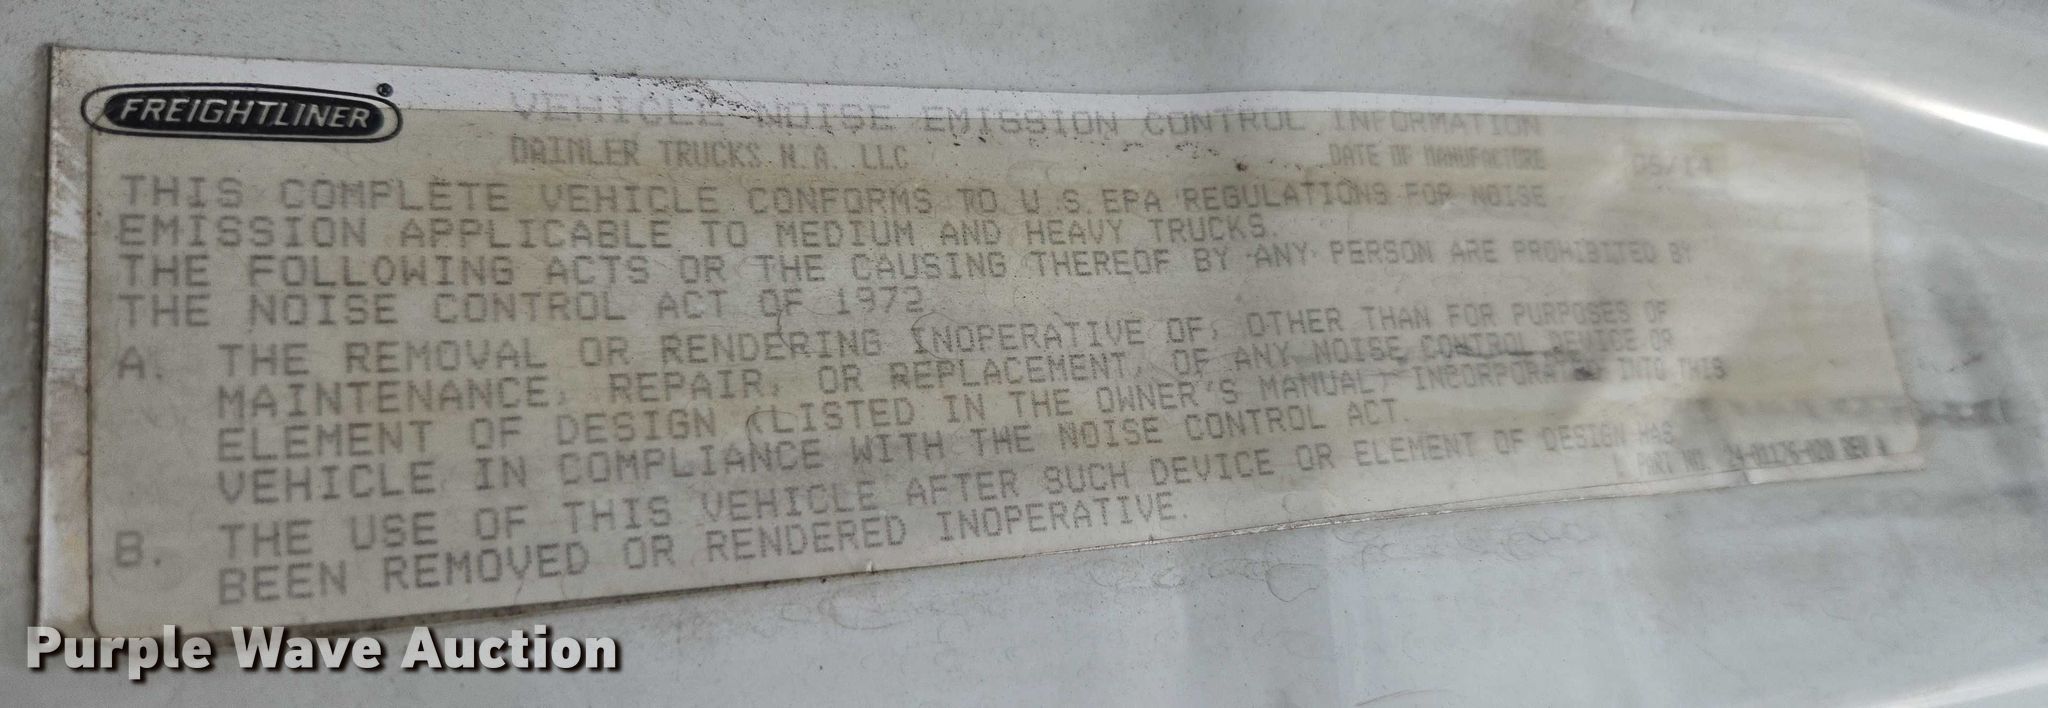 FREIGHTLINER®
VEHICLE NOISE EMISSION CONTROL INFORMATION
DAIMLER TRUCKS N.A. LLC DATE OF MANUFACTURE
THIS COMPLETE VEHICLE CONFORMS TO U.S.EPA REGULATIONS FOR NOISE
EMISSION APPLICABLE TO MEDIUM AND HEAVY TRUCKS.
THE FOLLOWING ACTS OR THE CAUSING THEREOF BY ANY PERSON ARE PROHIBITED BY
THE NOISE CONTROL ACT OF 1972
A. THE REMOVAL OR RENDERING INOPERATIVE OF, OTHER THAN FOR PURPOSES OF
MAINTENANCE, REPAIR, OR REPLACEMENT, OF ANY NOISE CONTROL DEVICE OR
ELEMENT OF DESIGN (LISTED IN THE OWNER'S MANUAL) INCORPORATED INTO THIS
VEHICLE IN COMPLIANCE WITH THE NOISE CONTROL ACT.
B. THE USE OF THIS VEHICLE AFTER SUCH DEVICE OR ELEMENT OF DESIGN HAS
BEEN REMOVED OR RENDERED INOPERATIVE.
PART NO. REV
Purple Wave Auction